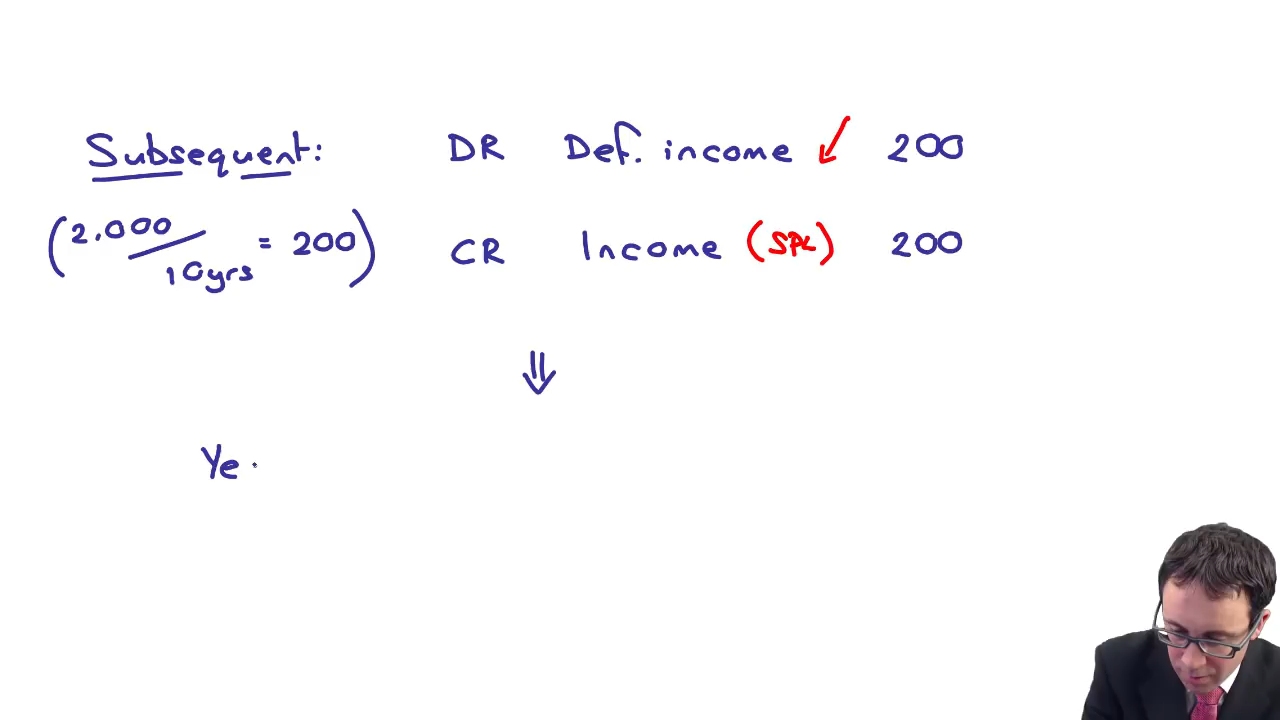 Subsequent: DR Def. income 200
(2.000/10yrs = 200) CR Income (SPL) 200
Ye